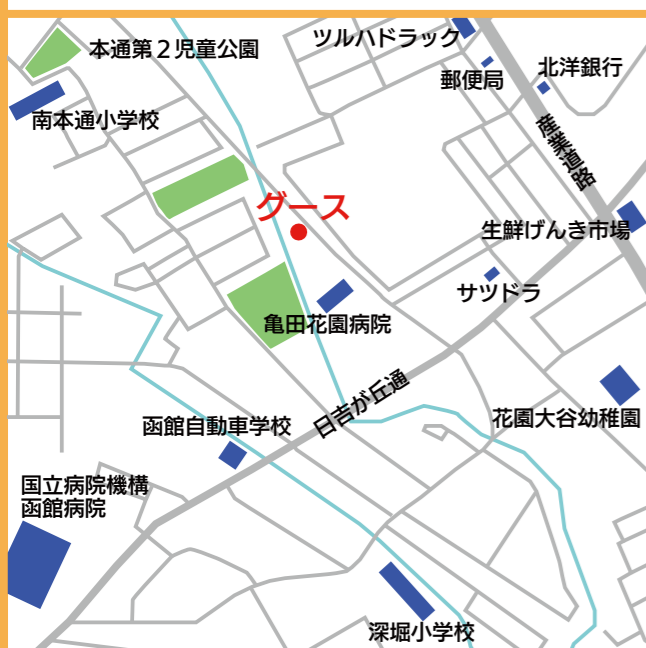 ツルハドラック
本通第2児童公園
郵便局
北洋銀行
南本通小学校
産業道路
グース
生鮮げんき市場
サツドラ
亀田花園病院
日吉が丘通
花園大谷幼稚園
函館自動車学校
国立病院機構
函館病院
深堀小学校